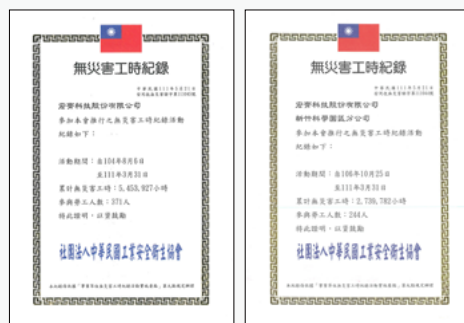 無災害工時紀錄
宏齊科技股份有限公司
參加本會推行之無災害工時紀錄活動
紀錄如下：
活動期間：自104年8月6日
至111年3月31日
累計無災害工時：5,453,927小時
參與勞工人數：371人
特此證明，以資鼓勵
社團法人中華民國工業安全衛生協會
無災害工時紀錄
宏齊科技股份有限公司
新竹科學園區分公司
參加本會推行之無災害工時紀錄活動
紀錄如下：
活動期間：自106年10月25日
至111年3月31日
累計無災害工時：2,739,782小時
參與勞工人數：244人
特此證明，以資鼓勵
社團法人中華民國工業安全衛生協會